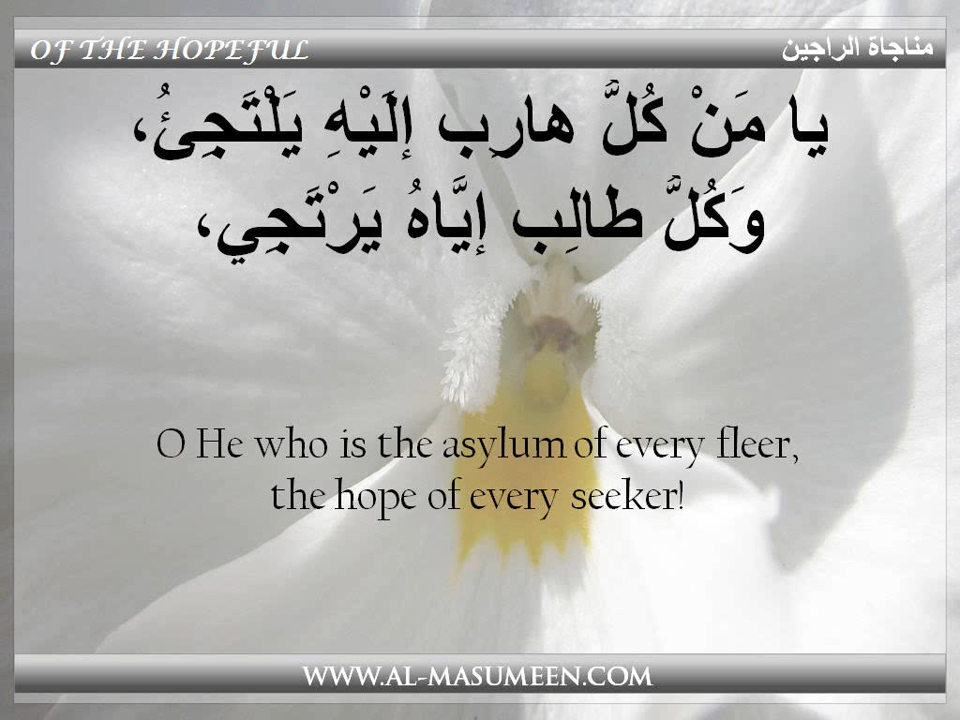 OF THE HOPEFUL
مناجاة الراجين
يا مَنْ كُلُّ هارِب إلَيْهِ يَلْتَجِئُ،
وَكُلُّ طالِب إيَّاهُ يَرْتَجِي،
O He who is the asylum of every fleer,
the hope of every seeker!
WWW.AL-MASUMEEN.COM